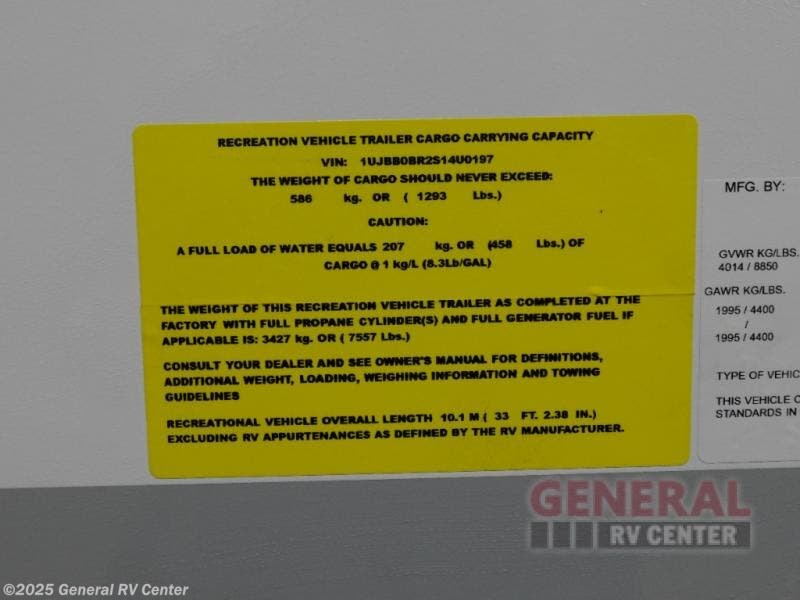 RECREATION VEHICLE TRAILER CARGO CARRYING CAPACITY
VIN: 1UJBB0BR2S14U0197
THE WEIGHT OF CARGO SHOULD NEVER EXCEED:
586 kg. OR ( 1293 Lbs.)
CAUTION:
A FULL LOAD OF WATER EQUALS 207 kg. OR (458 Lbs.) OF
CARGO @ 1 kg/L (8.3Lb/GAL)
THE WEIGHT OF THIS RECREATION VEHICLE TRAILER AS COMPLETED AT THE
FACTORY WITH FULL PROPANE CYLINDER(S) AND FULL GENERATOR FUEL IF
APPLICABLE IS: 3427 kg. OR ( 7557 Lbs.)
CONSULT YOUR DEALER AND SEE OWNER'S MANUAL FOR DEFINITIONS,
ADDITIONAL WEIGHT, LOADING, WEIGHING INFORMATION AND TOWING
GUIDELINES
RECREATIONAL VEHICLE OVERALL LENGTH 10.1 M ( 33 FT. 2.38 IN.)
EXCLUDING RV APPURTENANCES AS DEFINED BY THE RV MANUFACTURER.
MFG. BY:
GVWR KG/LBS.
4014 / 8850
GAWR KG/LBS.
1995 / 4400
/
1995 / 4400
TYPE OF VEHIC
THIS VEHICLE C
STANDARDS IN
GENERAL
RV CENTER
©2025 General RV Center